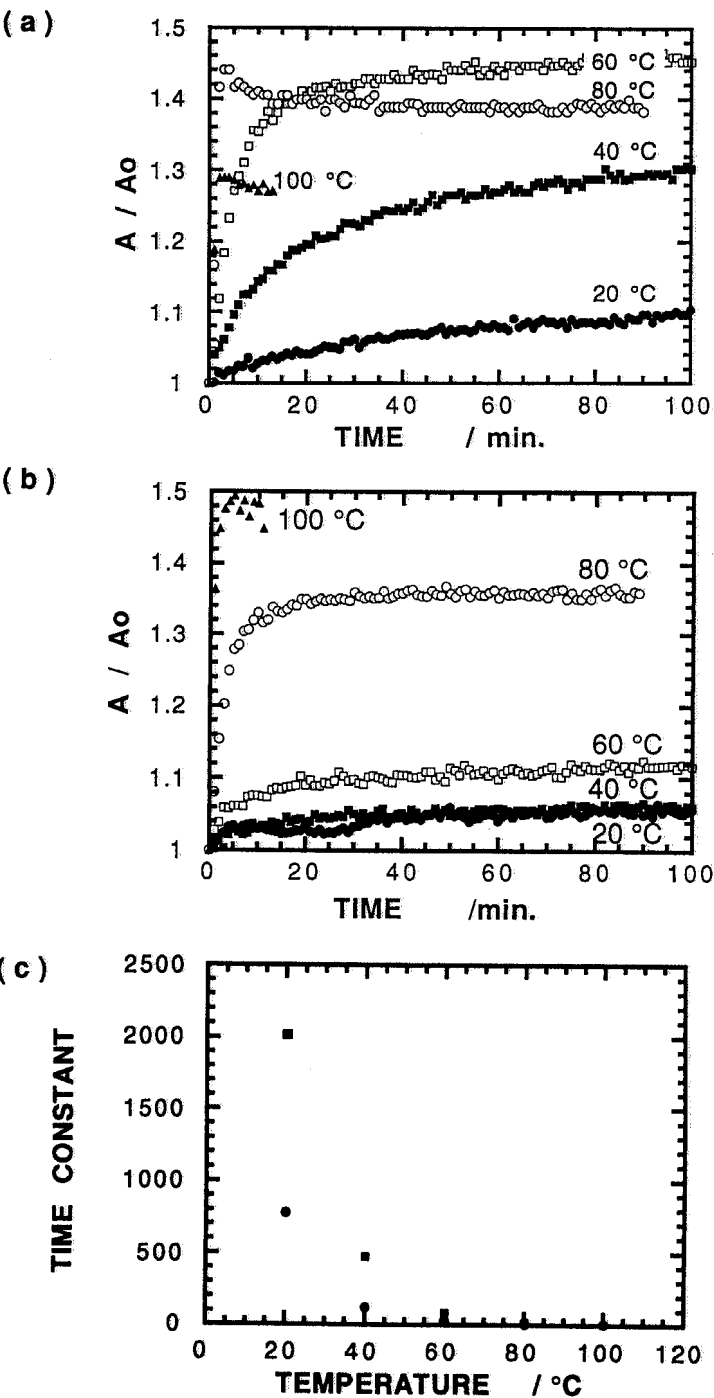 (a)
1.5
1.4
1.3
1.2
1.1
1
A / Ao
60 °C
80 °C
40 °C
100 °C
20 °C
0 20 40 60 80 100
TIME / min.
(b)
1.5
1.4
1.3
1.2
1.1
1
A / Ao
100 °C
80 °C
60 °C
40 °C
20 °C
0 20 40 60 80 100
TIME /min.
(c)
2500
2000
1500
1000
500
0
TIME CONSTANT
0 20 40 60 80 100 120
TEMPERATURE / °C